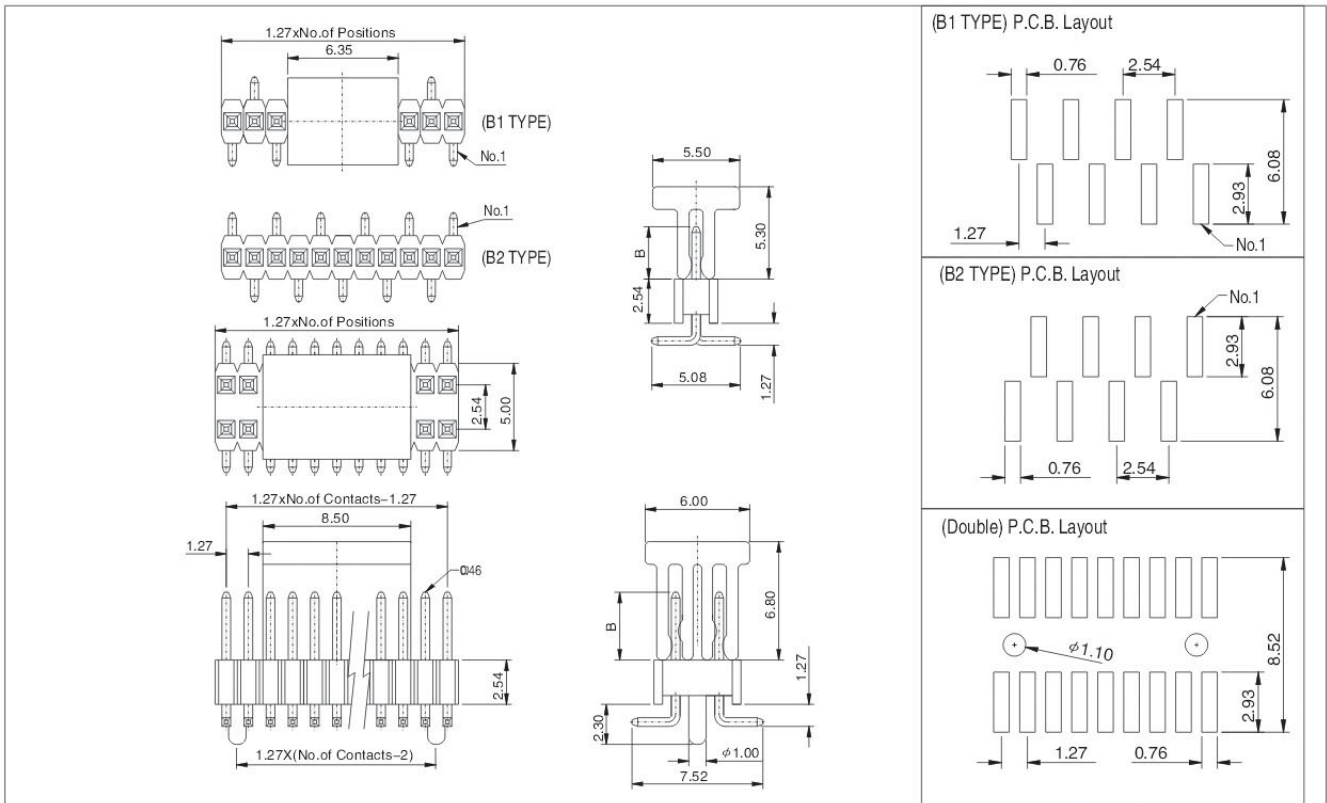 1.27xNo.of Positions
6.35
(B1 TYPE)
No.1
No.1
(B2 TYPE)
1.27xNo.of Positions
2.54
5.00
1.27xNo.of Contacts-1.27
8.50
1.27
2.54
1.27X(No.of Contacts-2)
5.50
5.30
B
2.54
5.08
1.27
6.00
6.80
B
1.27
2.30
φ1.00
7.52
(B1 TYPE) P.C.B. Layout
0.76
2.54
6.08
2.93
1.27
No.1
(B2 TYPE) P.C.B. Layout
No.1
2.93
6.08
0.76
2.54
(Double) P.C.B. Layout
φ1.10
8.52
2.93
1.27
0.76